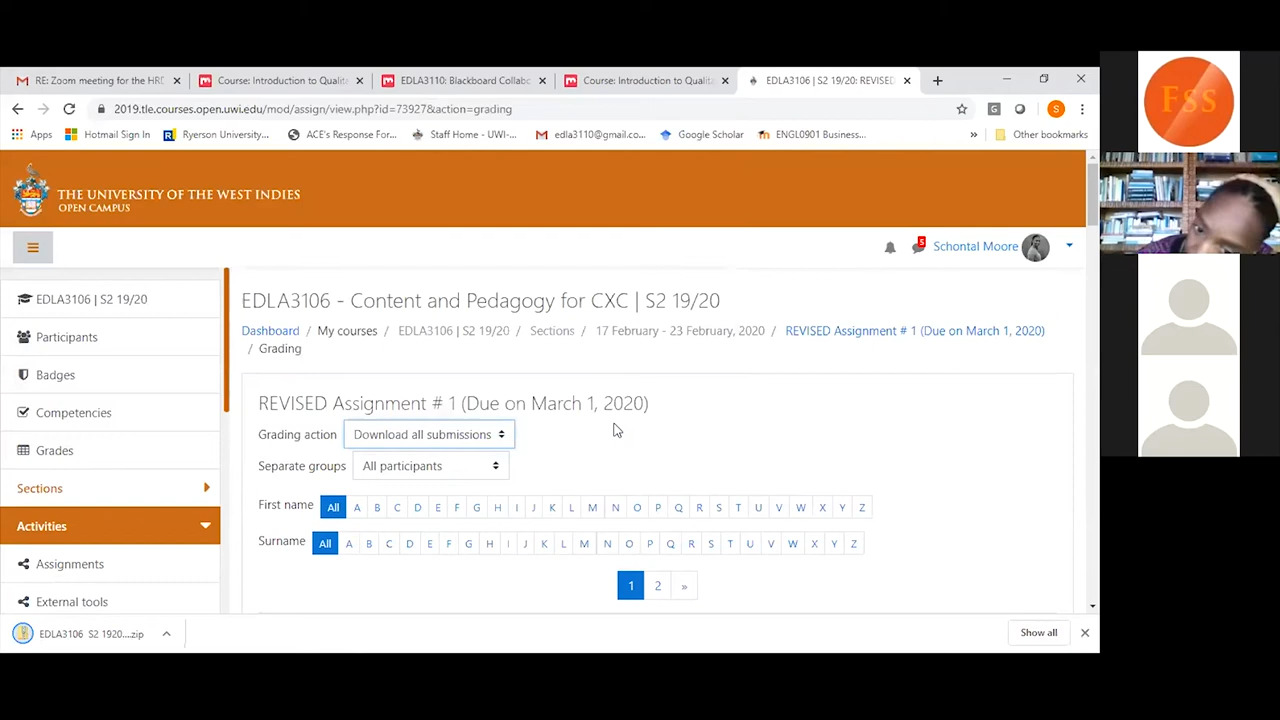 RE: Zoom meeting for the HRD
Course: Introduction to Qualita
EDLA3110: Blackboard Collabo
Course: Introduction to Qualita
EDLA3106 | S2 19/20: REVISED
2019.tle.courses.open.uwi.edu/mod/assign/view.php?id=73927&action=grading
Apps
Hotmail Sign In
Ryerson University...
ACE's Response For...
Staff Home - UWI-...
edla3110@gmail.co...
Google Scholar
ENGL0901 Business...
»
Other bookmarks
THE UNIVERSITY OF THE WEST INDIES
OPEN CAMPUS
5
Schontal Moore
S
FSS
EDLA3106 | S2 19/20
Participants
Badges
Competencies
Grades
Sections
Activities
Assignments
External tools
EDLA3106 - Content and Pedagogy for CXC | S2 19/20
Dashboard / My courses / EDLA3106 | S2 19/20 / Sections / 17 February - 23 February, 2020 / REVISED Assignment # 1 (Due on March 1, 2020)
/ Grading
REVISED Assignment # 1 (Due on March 1, 2020)
Grading action Download all submissions
Separate groups All participants
First name All A B C D E F G H I J K L M N O P Q R S T U V W X Y Z
Surname All A B C D E F G H I J K L M N O P Q R S T U V W X Y Z
1 2 »
EDLA3106 S2 1920....zip
Show all